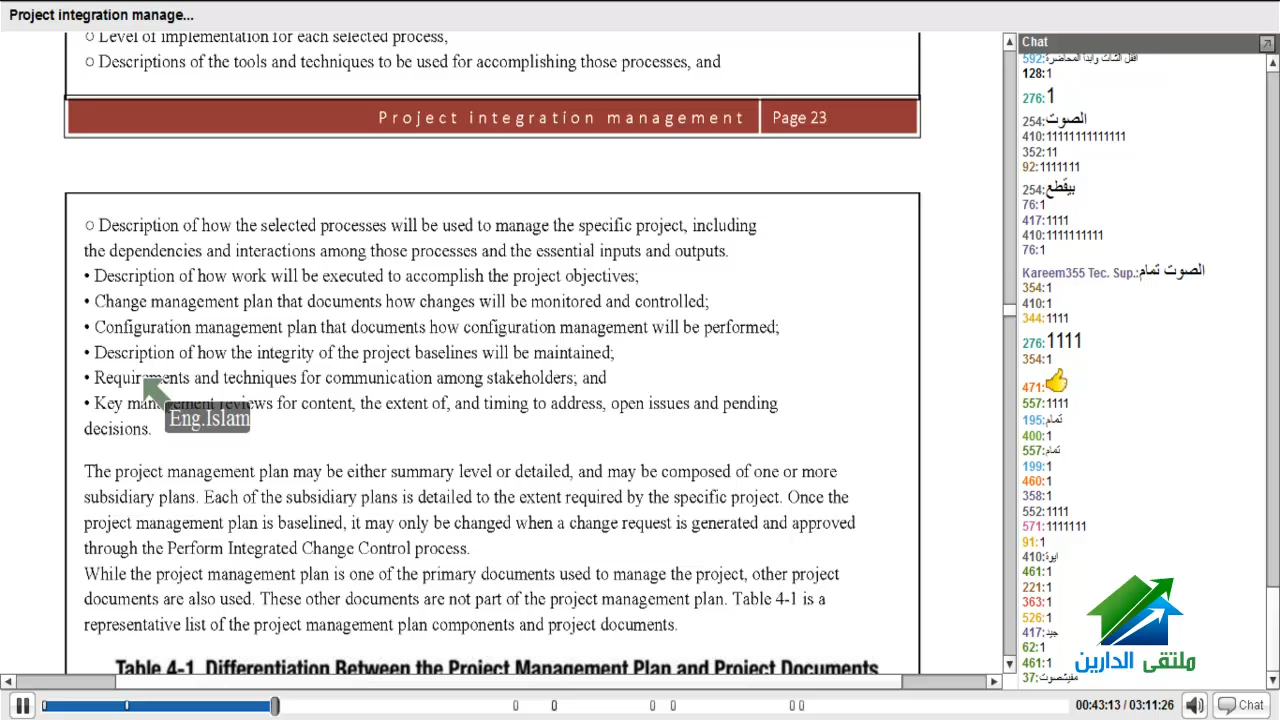 Project integration manage...
○ Level of implementation for each selected process,
○ Descriptions of the tools and techniques to be used for accomplishing those processes, and
Project integration management Page 23
○ Description of how the selected processes will be used to manage the specific project, including
the dependencies and interactions among those processes and the essential inputs and outputs.
• Description of how work will be executed to accomplish the project objectives;
• Change management plan that documents how changes will be monitored and controlled;
• Configuration management plan that documents how configuration management will be performed;
• Description of how the integrity of the project baselines will be maintained;
• Requirements and techniques for communication among stakeholders; and
• Key management reviews for content, the extent of, and timing to address, open issues and pending
Eng.Islam
decisions.
The project management plan may be either summary level or detailed, and may be composed of one or more
subsidiary plans. Each of the subsidiary plans is detailed to the extent required by the specific project. Once the
project management plan is baselined, it may only be changed when a change request is generated and approved
through the Perform Integrated Change Control process.
While the project management plan is one of the primary documents used to manage the project, other project
documents are also used. These other documents are not part of the project management plan. Table 4-1 is a
representative list of the project management plan components and project documents.
Table 4-1 Differentiation Between the Project Management Plan and Project Documents
Chat
592: اقفل الشات وابدا المحاضرة
128:1
276: 1
254: الصوت
410:11111111111111
352:11
92:1111111
254: بيقطع
76:1
417:1111
410:1111111111
76:1
Kareem355 Tec. Sup.: الصوت تمام
354:1
410:1
344:1111
276:1111
354:1
471:
557:1111
195: تمام
400:1
557: تمام
199:1
460:1
358:1
552:1111
571:1111111
91:1
410: ايوة
461:1
221:1
363:1
526:1
417: جيد
62:1
461:1
37: مفيشصوت
ملتقى الدارين
00:43:13 / 03:11:26
Chat